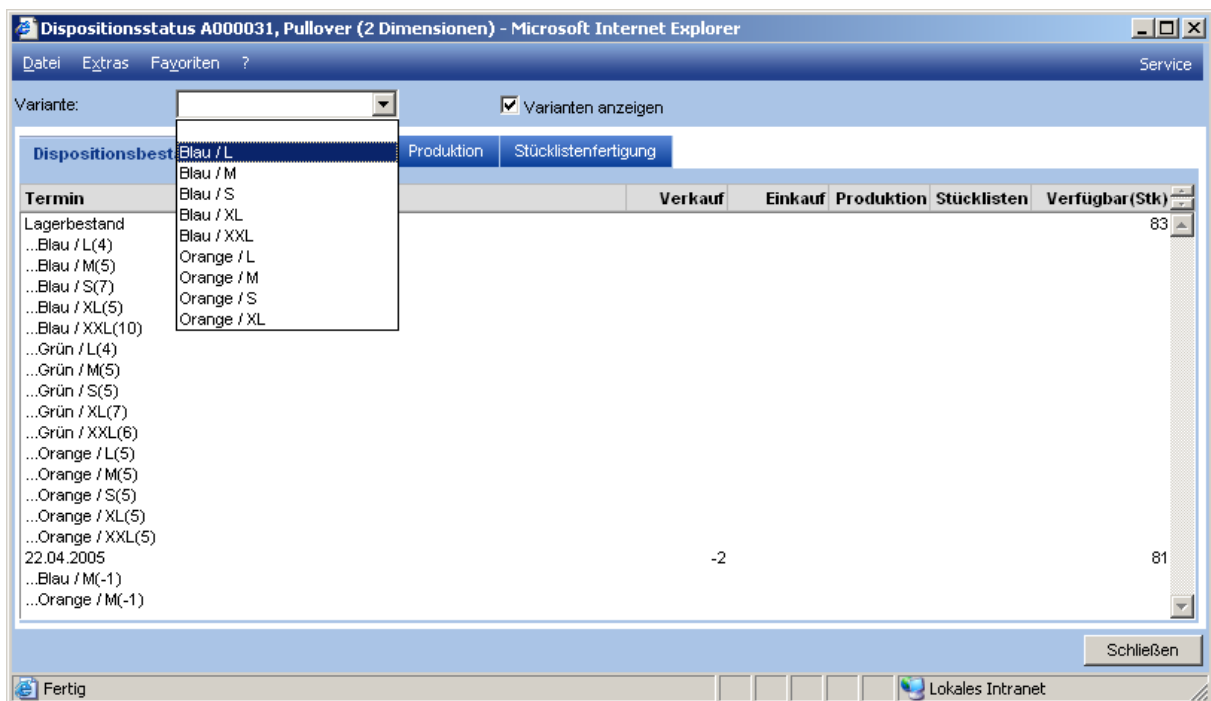 Dispositionsstatus A000031, Pullover (2 Dimensionen) - Microsoft Internet Explorer
Datei Extras Favoriten ? Service
Variante: Varianten anzeigen
Dispositionsbest Produktion Stücklistenfertigung
Blau / L
Blau / M
Blau / S
Blau / XL
Blau / XXL
Orange / L
Orange / M
Orange / S
Orange / XL
Termin Verkauf Einkauf Produktion Stücklisten Verfügbar(Stk)
Lagerbestand 83
...Blau / L(4)
...Blau / M(5)
...Blau / S(7)
...Blau / XL(5)
...Blau / XXL(10)
...Grün / L(4)
...Grün / M(5)
...Grün / S(5)
...Grün / XL(7)
...Grün / XXL(6)
...Orange / L(5)
...Orange / M(5)
...Orange / S(5)
...Orange / XL(5)
...Orange / XXL(5)
22.04.2005 -2 81
...Blau / M(-1)
...Orange / M(-1)
Schließen
Fertig Lokales Intranet